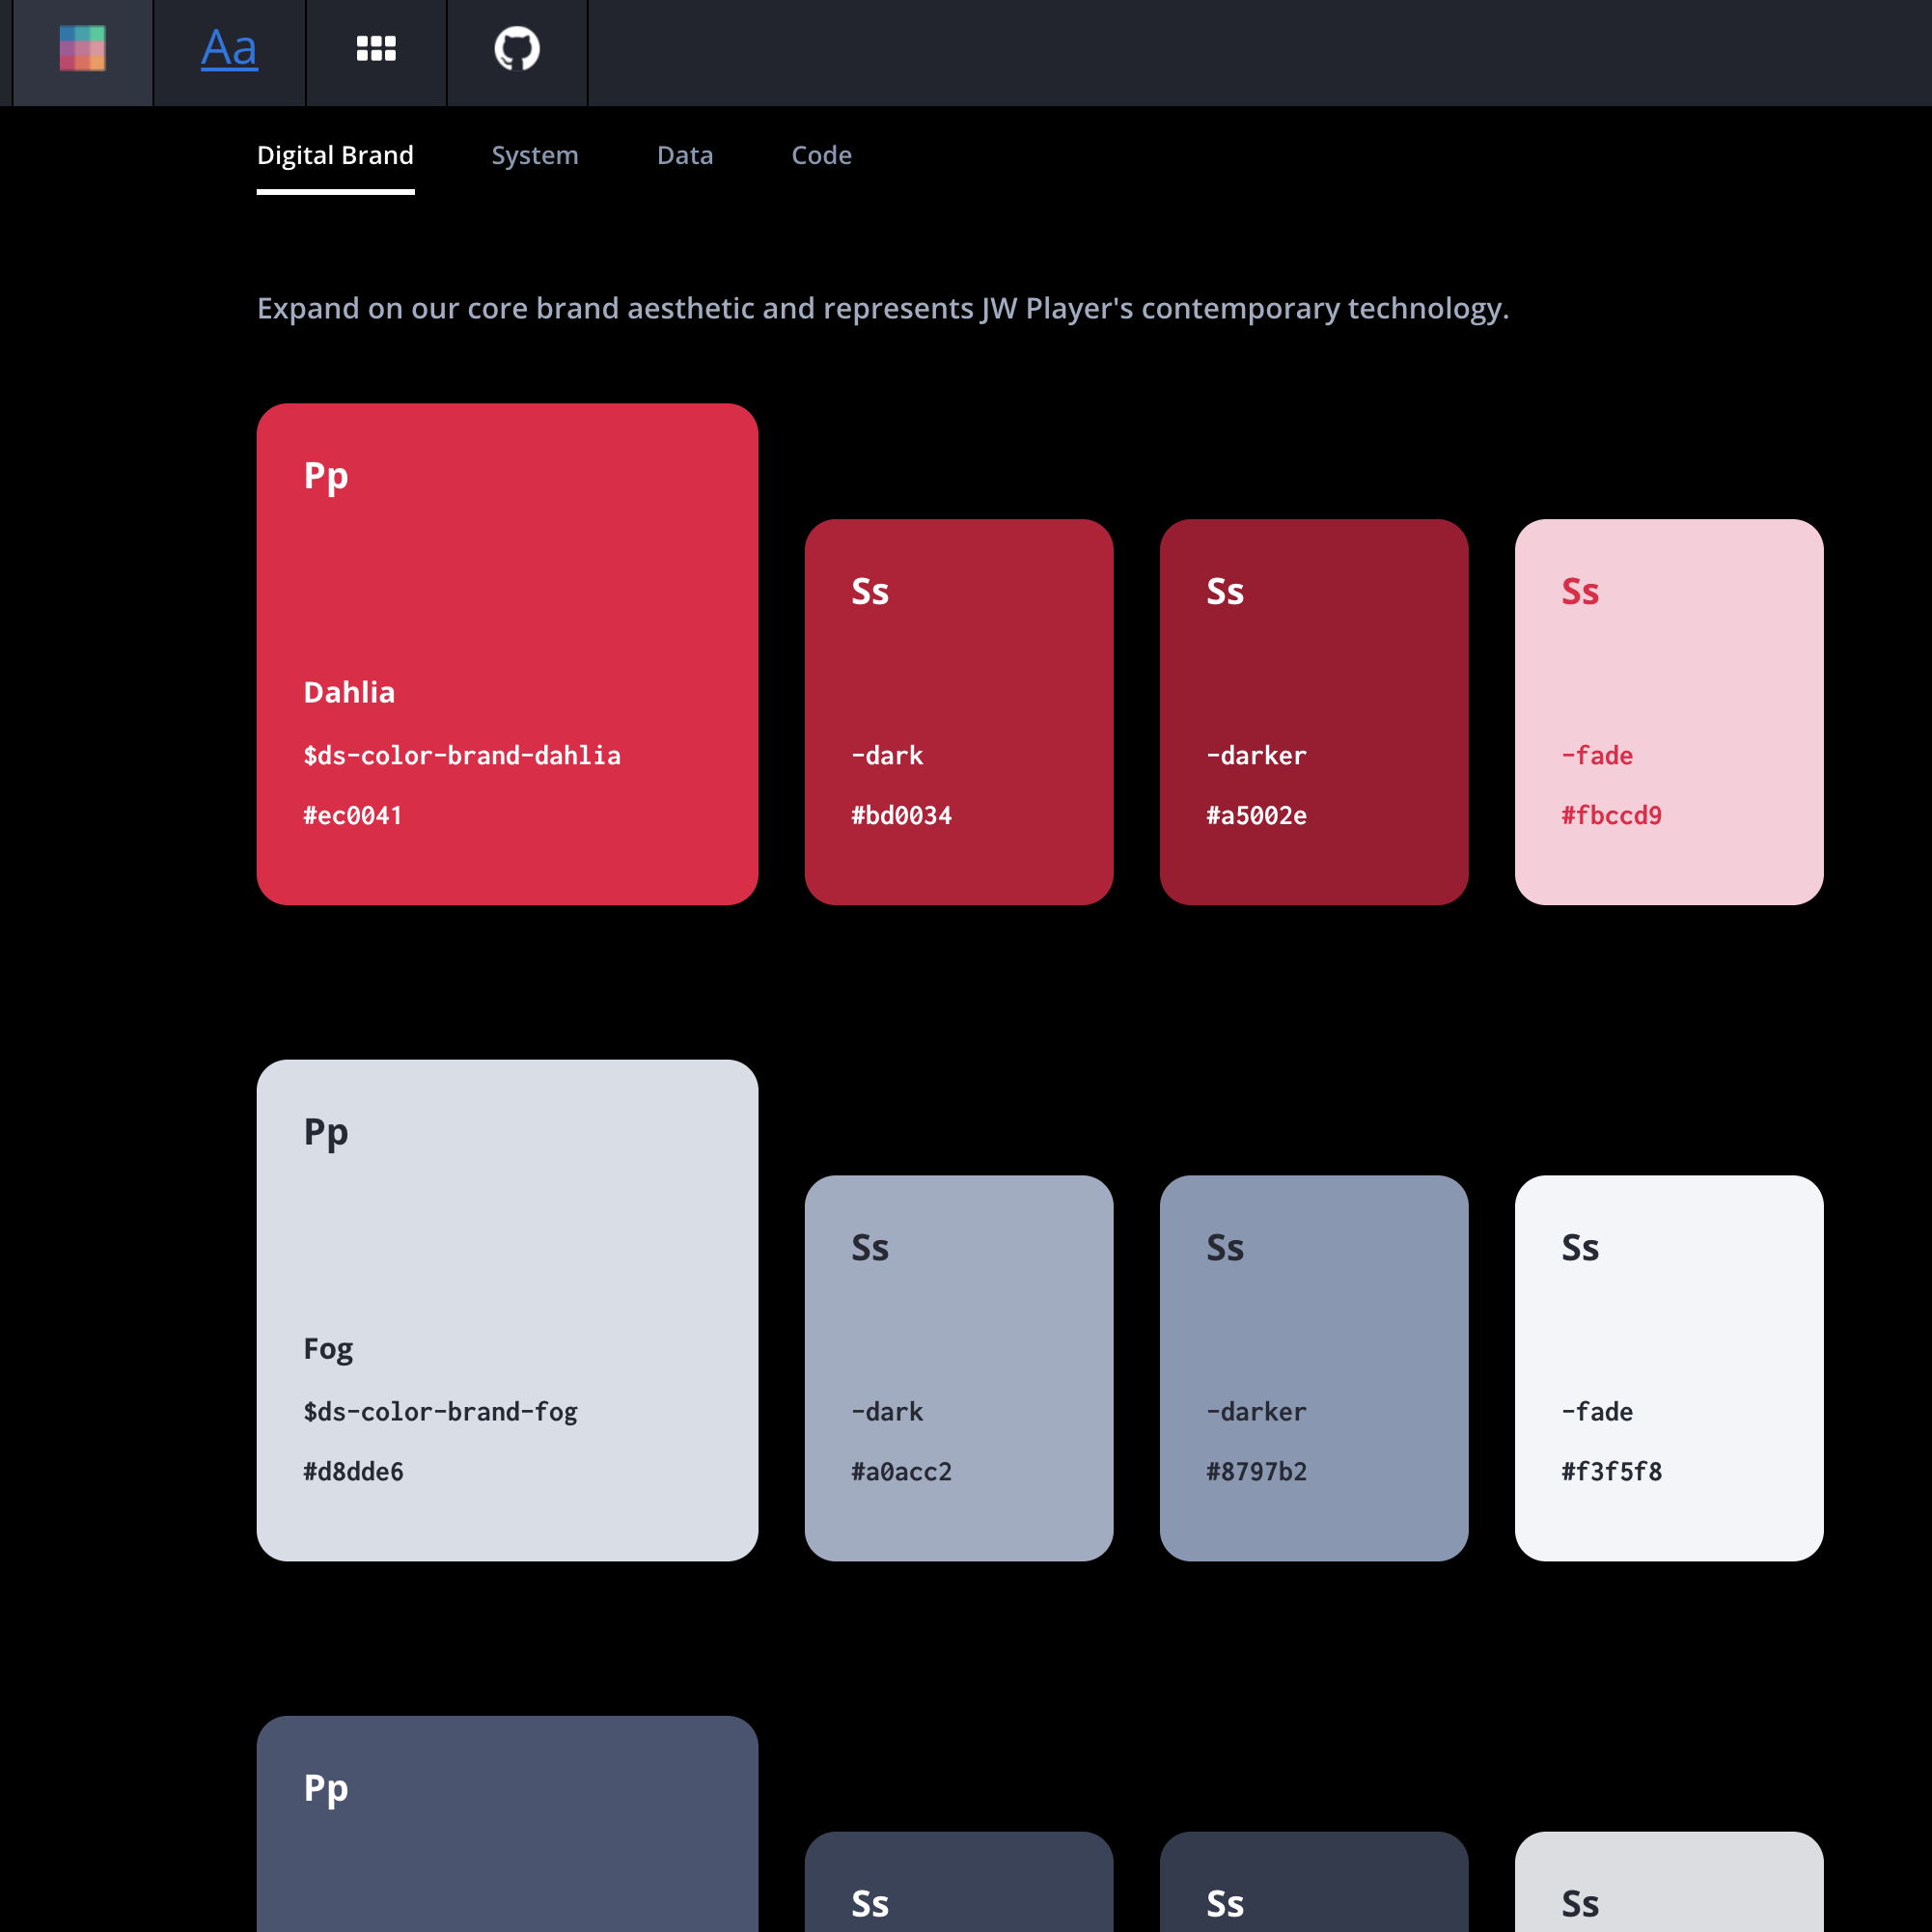 Aa
Digital Brand System Data Code
Expand on our core brand aesthetic and represents JW Player's contemporary technology.
Pp
Dahlia
$ds-color-brand-dahlia
#ec0041
Ss
-dark
#bd0034
Ss
-darker
#a5002e
Ss
-fade
#fbccd9
Pp
Fog
$ds-color-brand-fog
#d8dde6
Ss
-dark
#a0acc2
Ss
-darker
#8797b2
Ss
-fade
#f3f5f8
Pp
Ss
Ss
Ss